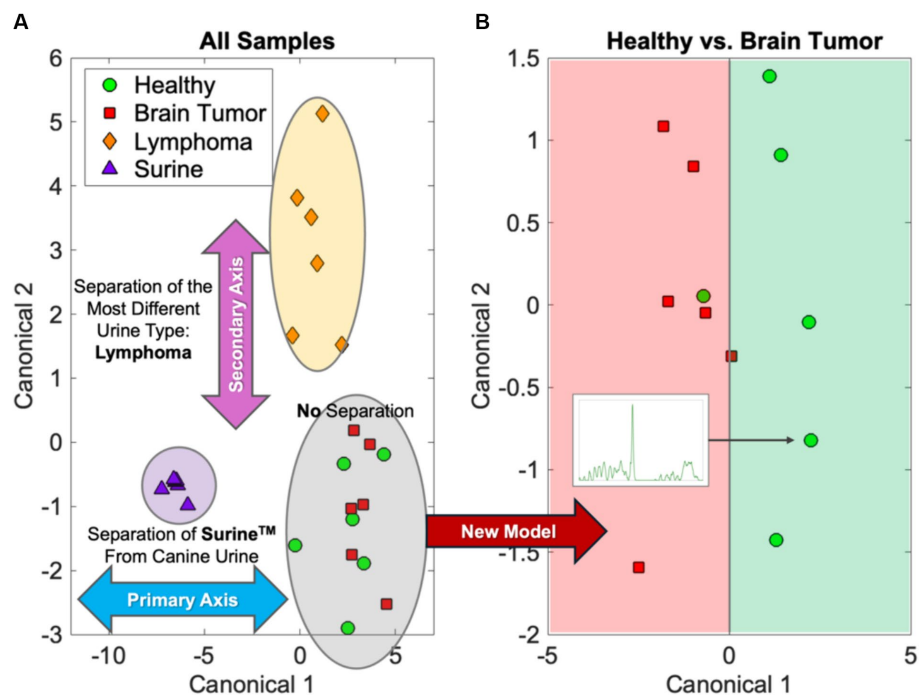 A
All Samples
6
5
4
3
2
1
0
-1
-2
-3
Canonical 2
Healthy
Brain Tumor
Lymphoma
Surine
Separation of the
Most Different
Urine Type:
Lymphoma
Secondary Axis
No Separation
Separation of Surine™
From Canine Urine
Primary Axis
-10
-5
0
5
Canonical 1
New Model
B
Healthy vs. Brain Tumor
1.5
1
0.5
0
-0.5
-1
-1.5
-2
Canonical 2
-5
0
5
Canonical 1